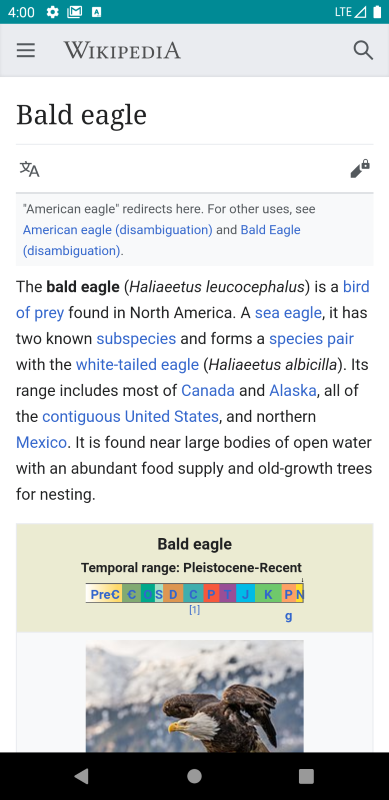 4:00
LTE
WIKIPEDIA
Bald eagle
"American eagle" redirects here. For other uses, see
American eagle (disambiguation) and Bald Eagle
(disambiguation).
The bald eagle (Haliaeetus leucocephalus) is a bird
of prey found in North America. A sea eagle, it has
two known subspecies and forms a species pair
with the white-tailed eagle (Haliaeetus albicilla). Its
range includes most of Canada and Alaska, all of
the contiguous United States, and northern
Mexico. It is found near large bodies of open water
with an abundant food supply and old-growth trees
for nesting.
Bald eagle
Temporal range: Pleistocene-Recent
↓
PreꞒ Ꞓ O S D C P T J K P N
[1] g